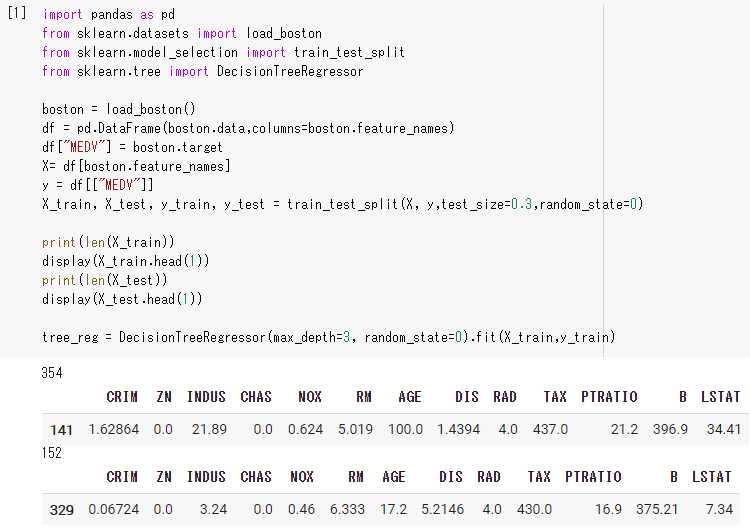 [1] import pandas as pd
from sklearn.datasets import load_boston
from sklearn.model_selection import train_test_split
from sklearn.tree import DecisionTreeRegressor
boston = load_boston()
df = pd.DataFrame(boston.data,columns=boston.feature_names)
df["MEDV"] = boston.target
X= df[boston.feature_names]
y = df[["MEDV"]]
X_train, X_test, y_train, y_test = train_test_split(X, y,test_size=0.3,random_state=0)
print(len(X_train))
display(X_train.head(1))
print(len(X_test))
display(X_test.head(1))
tree_reg = DecisionTreeRegressor(max_depth=3, random_state=0).fit(X_train,y_train)
354
CRIM ZN INDUS CHAS NOX RM AGE DIS RAD TAX PTRATIO B LSTAT
141 1.62864 0.0 21.89 0.0 0.624 5.019 100.0 1.4394 4.0 437.0 21.2 396.9 34.41
152
CRIM ZN INDUS CHAS NOX RM AGE DIS RAD TAX PTRATIO B LSTAT
329 0.06724 0.0 3.24 0.0 0.46 6.333 17.2 5.2146 4.0 430.0 16.9 375.21 7.34